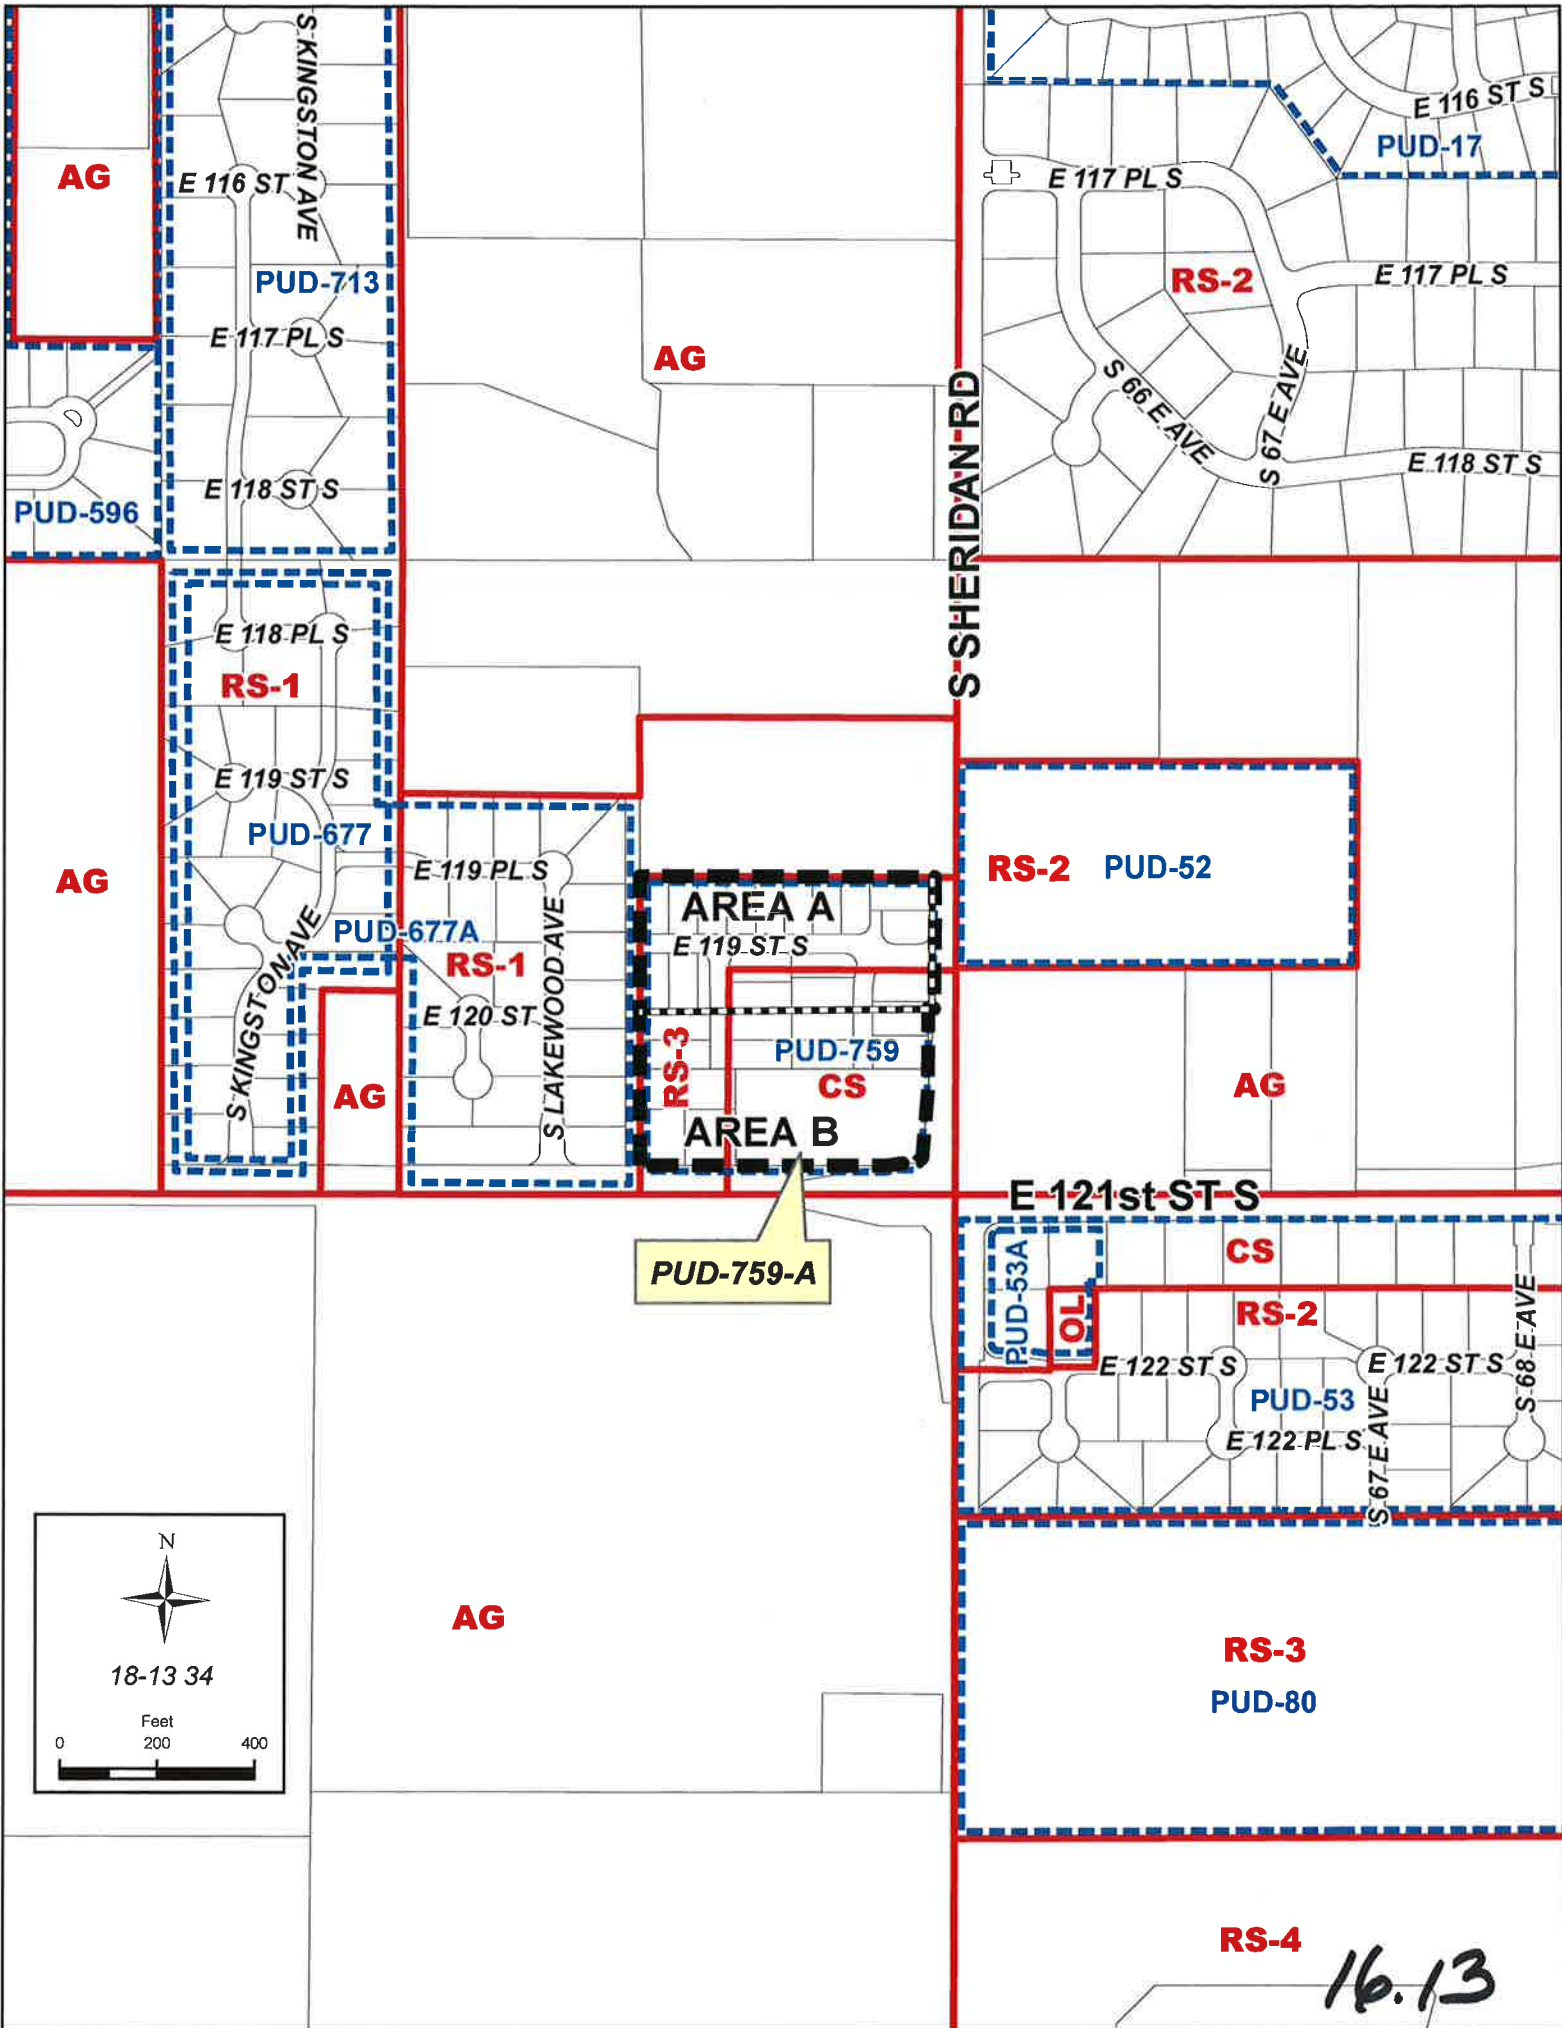 S KINGSTON AVE
E 116 ST S
PUD-17
AG
E 116 ST
E 117 PL S
PUD-713
RS-2
E 117 PL S
E 117 PL S
AG
S 66 E AVE
S 67 E AVE
S SHERIDAN RD
E 118 ST S
E 118 ST S
PUD-596
E 118 PL S
RS-1
E 119 ST S
PUD-677
E 119 PL S
RS-2 PUD-52
AG
AREA A
PUD-677A
E 119 ST S
RS-1
S KINGSTON AVE
S LAKEWOOD AVE
E 120 ST
RS-3
PUD-759
CS
AG
AG
AREA B
E 121st ST S
PUD-759-A
PUD-53A
CS
OL
RS-2
S 68 E AVE
E 122 ST S
E 122 ST S
PUD-53
E 122 PL S
S 67 E AVE
N
18-13 34
Feet
0 200 400
AG
RS-3
PUD-80
RS-4
16.13